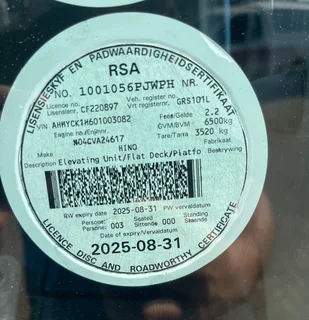 LISENSIESKYF EN PADWAARDIGHEIDSERTIFIKAAT
RSA
NO. 1001056PJWPH NR.
Licence no. CF220897 Veh. register no. GRS101L
Lisensienr. Vrt. registernr.
VIN AHHYCK1H601003082 Fees/Gelde 2.2
Engine no./Enjinnr. GVM/BVM 6500kg
N04CVA24617 Tare/Tarra 3520 kg
Make HINO Fabrikaat
Description Elevating Unit/Flat Deck/Platfo Beskrywing
RW expiry date 2025-08-31 PW vervaldatum
Persons: 003 Seated 000 Standing
Persone: Sittende Staande
Date of expiry/Vervaldatum
2025-08-31
LICENCE DISC AND ROADWORTHY CERTIFICATE